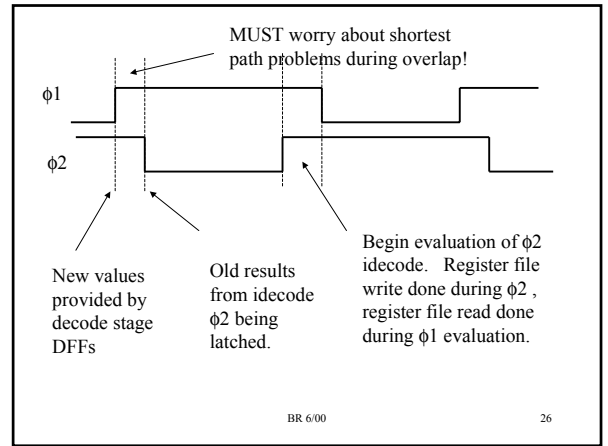 MUST worry about shortest
path problems during overlap!
ϕ1
ϕ2
New values
provided by
decode stage
DFFs
Old results
from idecode
ϕ2 being
latched.
Begin evaluation of ϕ2
idecode. Register file
write done during ϕ2 ,
register file read done
during ϕ1 evaluation.
BR 6/00
26